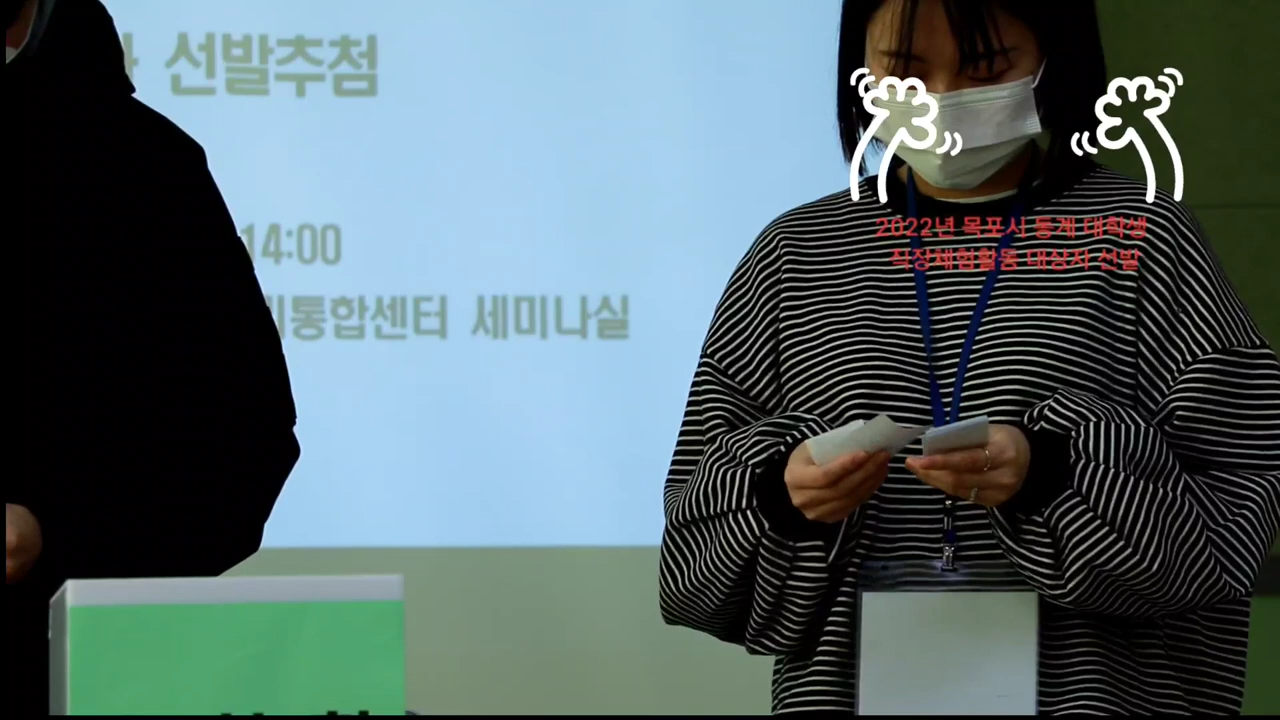 선발추첨
14:00
통합센터 세미나실
2022년 목포시 동계 대학생
직장체험활동 대상자 선발